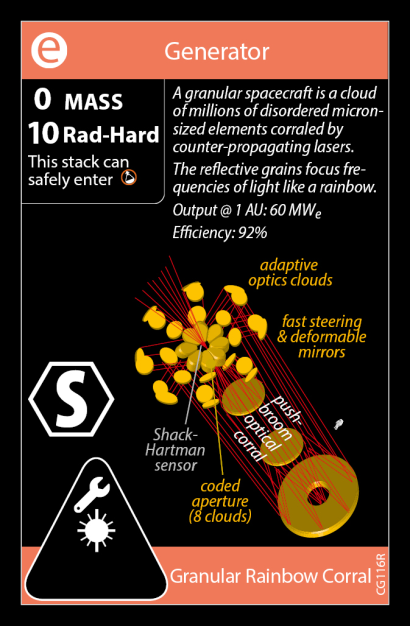 e
Generator
0 MASS
10 Rad-Hard
This stack can
safely enter
A granular spacecraft is a cloud
of millions of disordered micron-
sized elements corraled by
counter-propagating lasers.
The reflective grains focus fre-
quencies of light like a rainbow.
Output @ 1 AU: 60 MWe
Efficiency: 92%
adaptive
optics clouds
fast steering
& deformable
mirrors
push-
broom
optical
corral
S
Shack-
Hartman
sensor
coded
aperture
(8 clouds)
Granular Rainbow Corral
CG116R